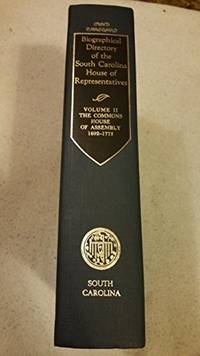 Biographical
Directory
of the
South Carolina
House of
Representatives
VOLUME II
THE COMMONS
HOUSE
OF ASSEMBLY
1692-1775
SOUTH
CAROLINA